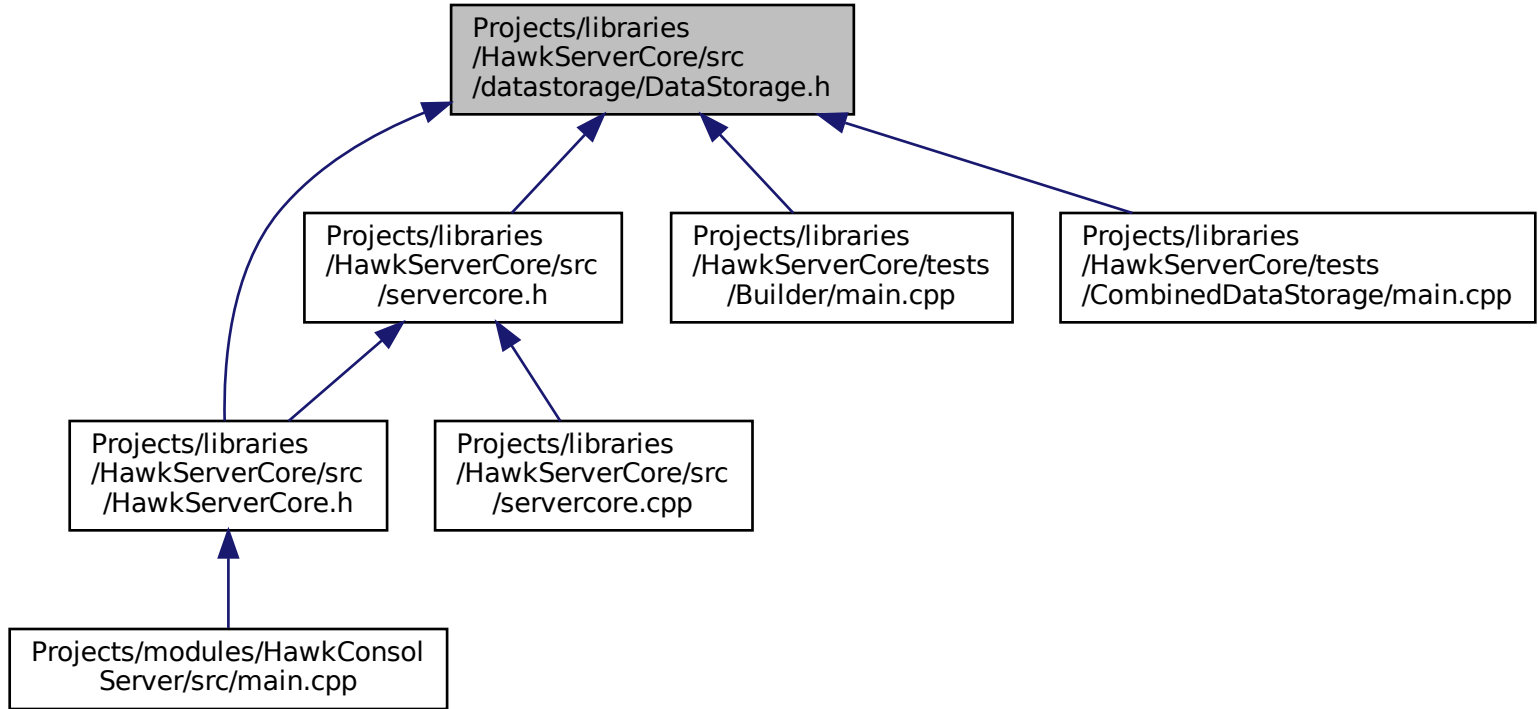 Projects/libraries
/HawkServerCore/src
/datastorage/DataStorage.h
Projects/libraries
/HawkServerCore/src
/servercore.h
Projects/libraries
/HawkServerCore/tests
/Builder/main.cpp
Projects/libraries
/HawkServerCore/tests
/CombinedDataStorage/main.cpp
Projects/libraries
/HawkServerCore/src
/HawkServerCore.h
Projects/libraries
/HawkServerCore/src
/servercore.cpp
Projects/modules/HawkConsol
Server/src/main.cpp